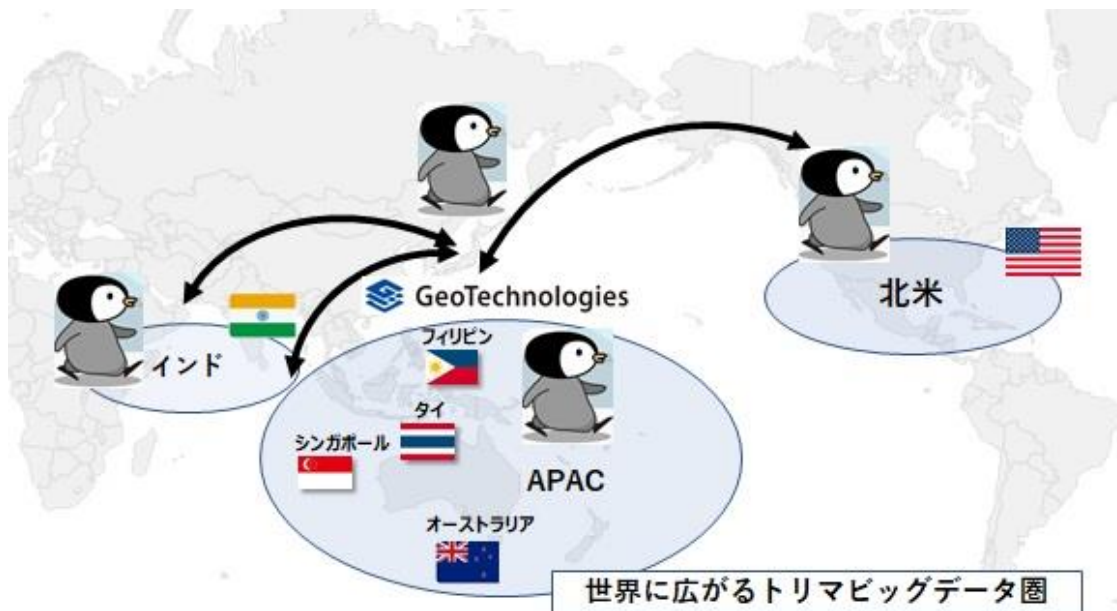 GeoTechnologies
北米
インド
フィリピン
タイ
シンガポール
APAC
オーストラリア
世界に広がるトリマビッグデータ圏